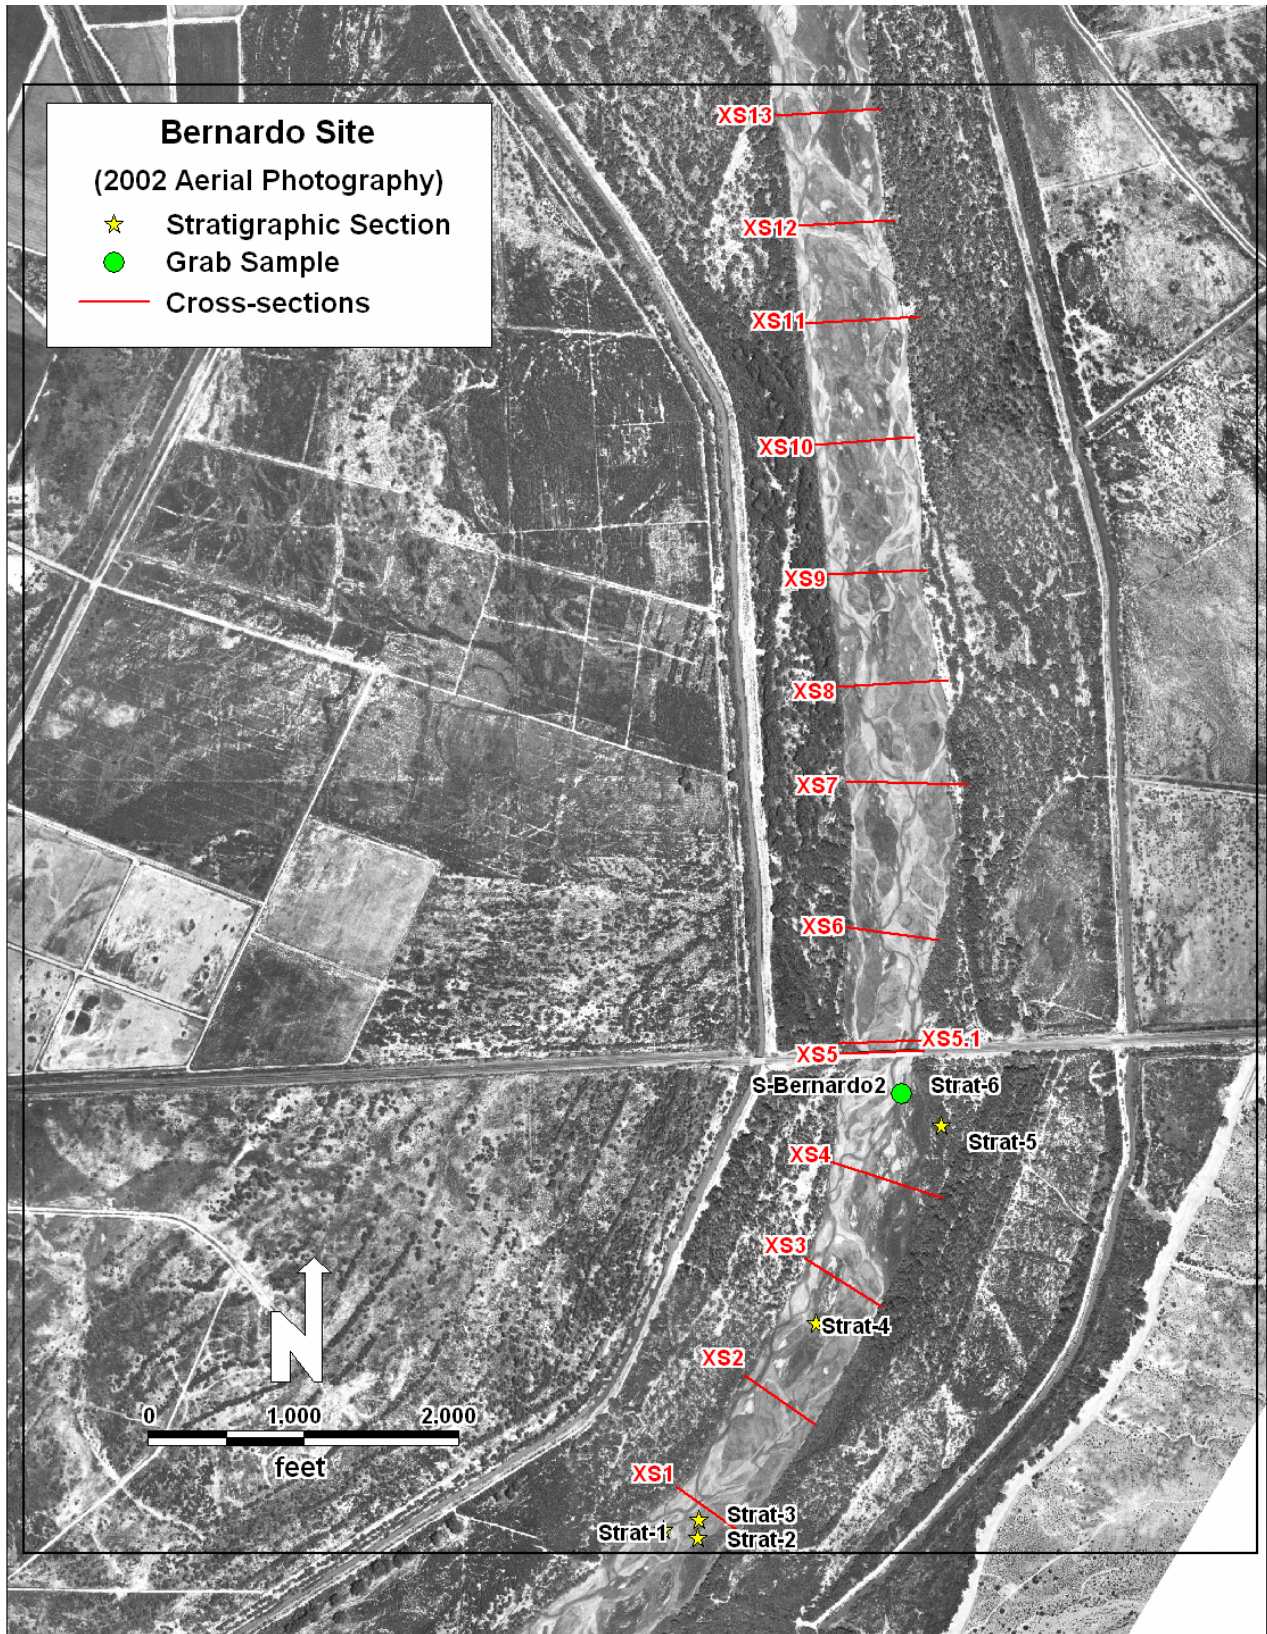 Bernardo Site
(2002 Aerial Photography)
Stratigraphic Section
Grab Sample
Cross-sections
XS13
XS12
XS11
XS10
XS9
XS8
XS7
XS6
XS5.1
XS5
S-Bernardo2
Strat-6
Strat-5
XS4
XS3
Strat-4
XS2
N
0 1,000 2,000
feet
XS1
Strat-3
Strat-1
Strat-2